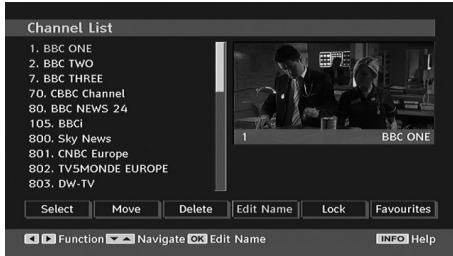 Channel List
1. BBC ONE
2. BBC TWO
7. BBC THREE
70. CBBC Channel
80. BBC NEWS 24
105. BBCi
800. Sky News
801. CNBC Europe
802. TV5MONDE EUROPE
803. DW-TV
1 BBC ONE
Select Move Delete Edit Name Lock Favourites
Function Navigate OK Edit Name INFO Help